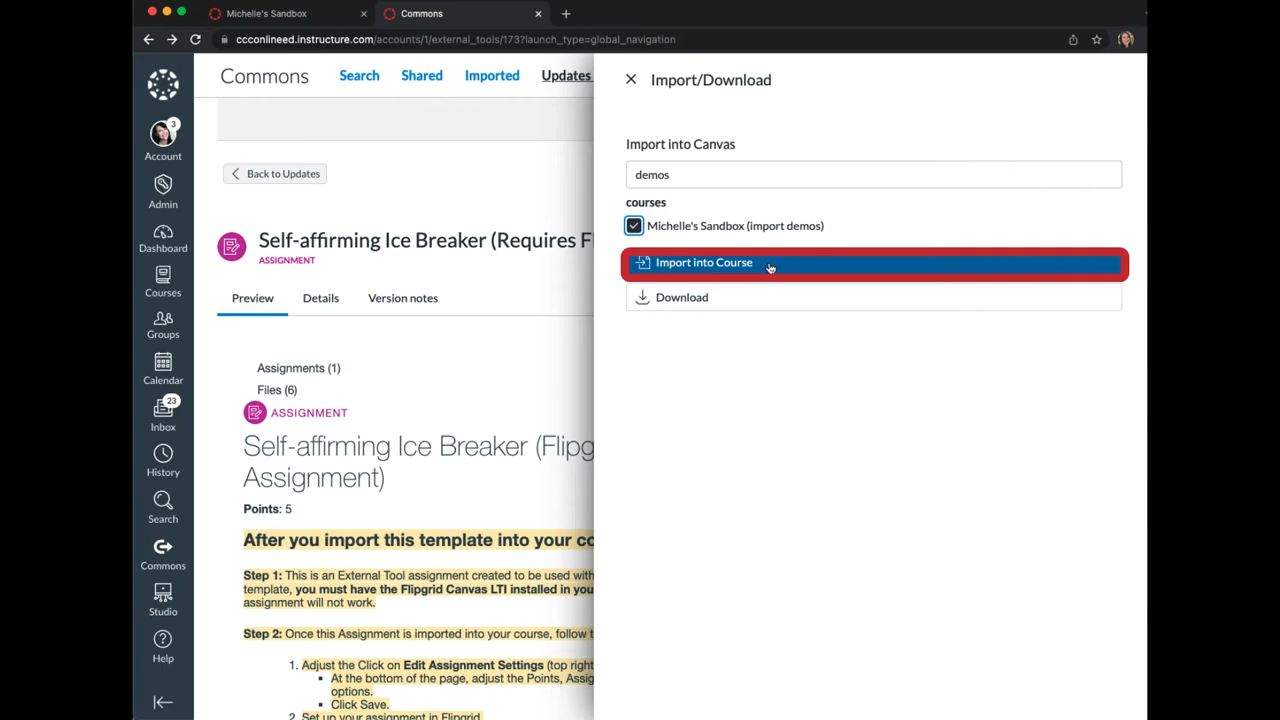 Michelle's Sandbox
Commons
ccconlineed.instructure.com/accounts/1/external_tools/173?launch_type=global_navigation
3
Account
Admin
Dashboard
Courses
Groups
Calendar
23
Inbox
History
Search
Commons
Studio
Help
Commons Search Shared Imported Updates
Back to Updates
Self-affirming Ice Breaker (Requires Fl
ASSIGNMENT
Preview Details Version notes
Assignments (1)
Files (6)
ASSIGNMENT
Self-affirming Ice Breaker (Flipg
Assignment)
Points: 5
After you import this template into your co
Step 1: This is an External Tool assignment created to be used with
template, you must have the Flipgrid Canvas LTI installed in you
assignment will not work.
Step 2: Once this Assignment is imported into your course, follow t
1. Adjust the Click on Edit Assignment Settings (top right
At the bottom of the page, adjust the Points, Assig
options.
Click Save.
2. Set up your assignment in Flipgrid.
Import/Download
Import into Canvas
demos
courses
Michelle's Sandbox (import demos)
Import into Course
Download